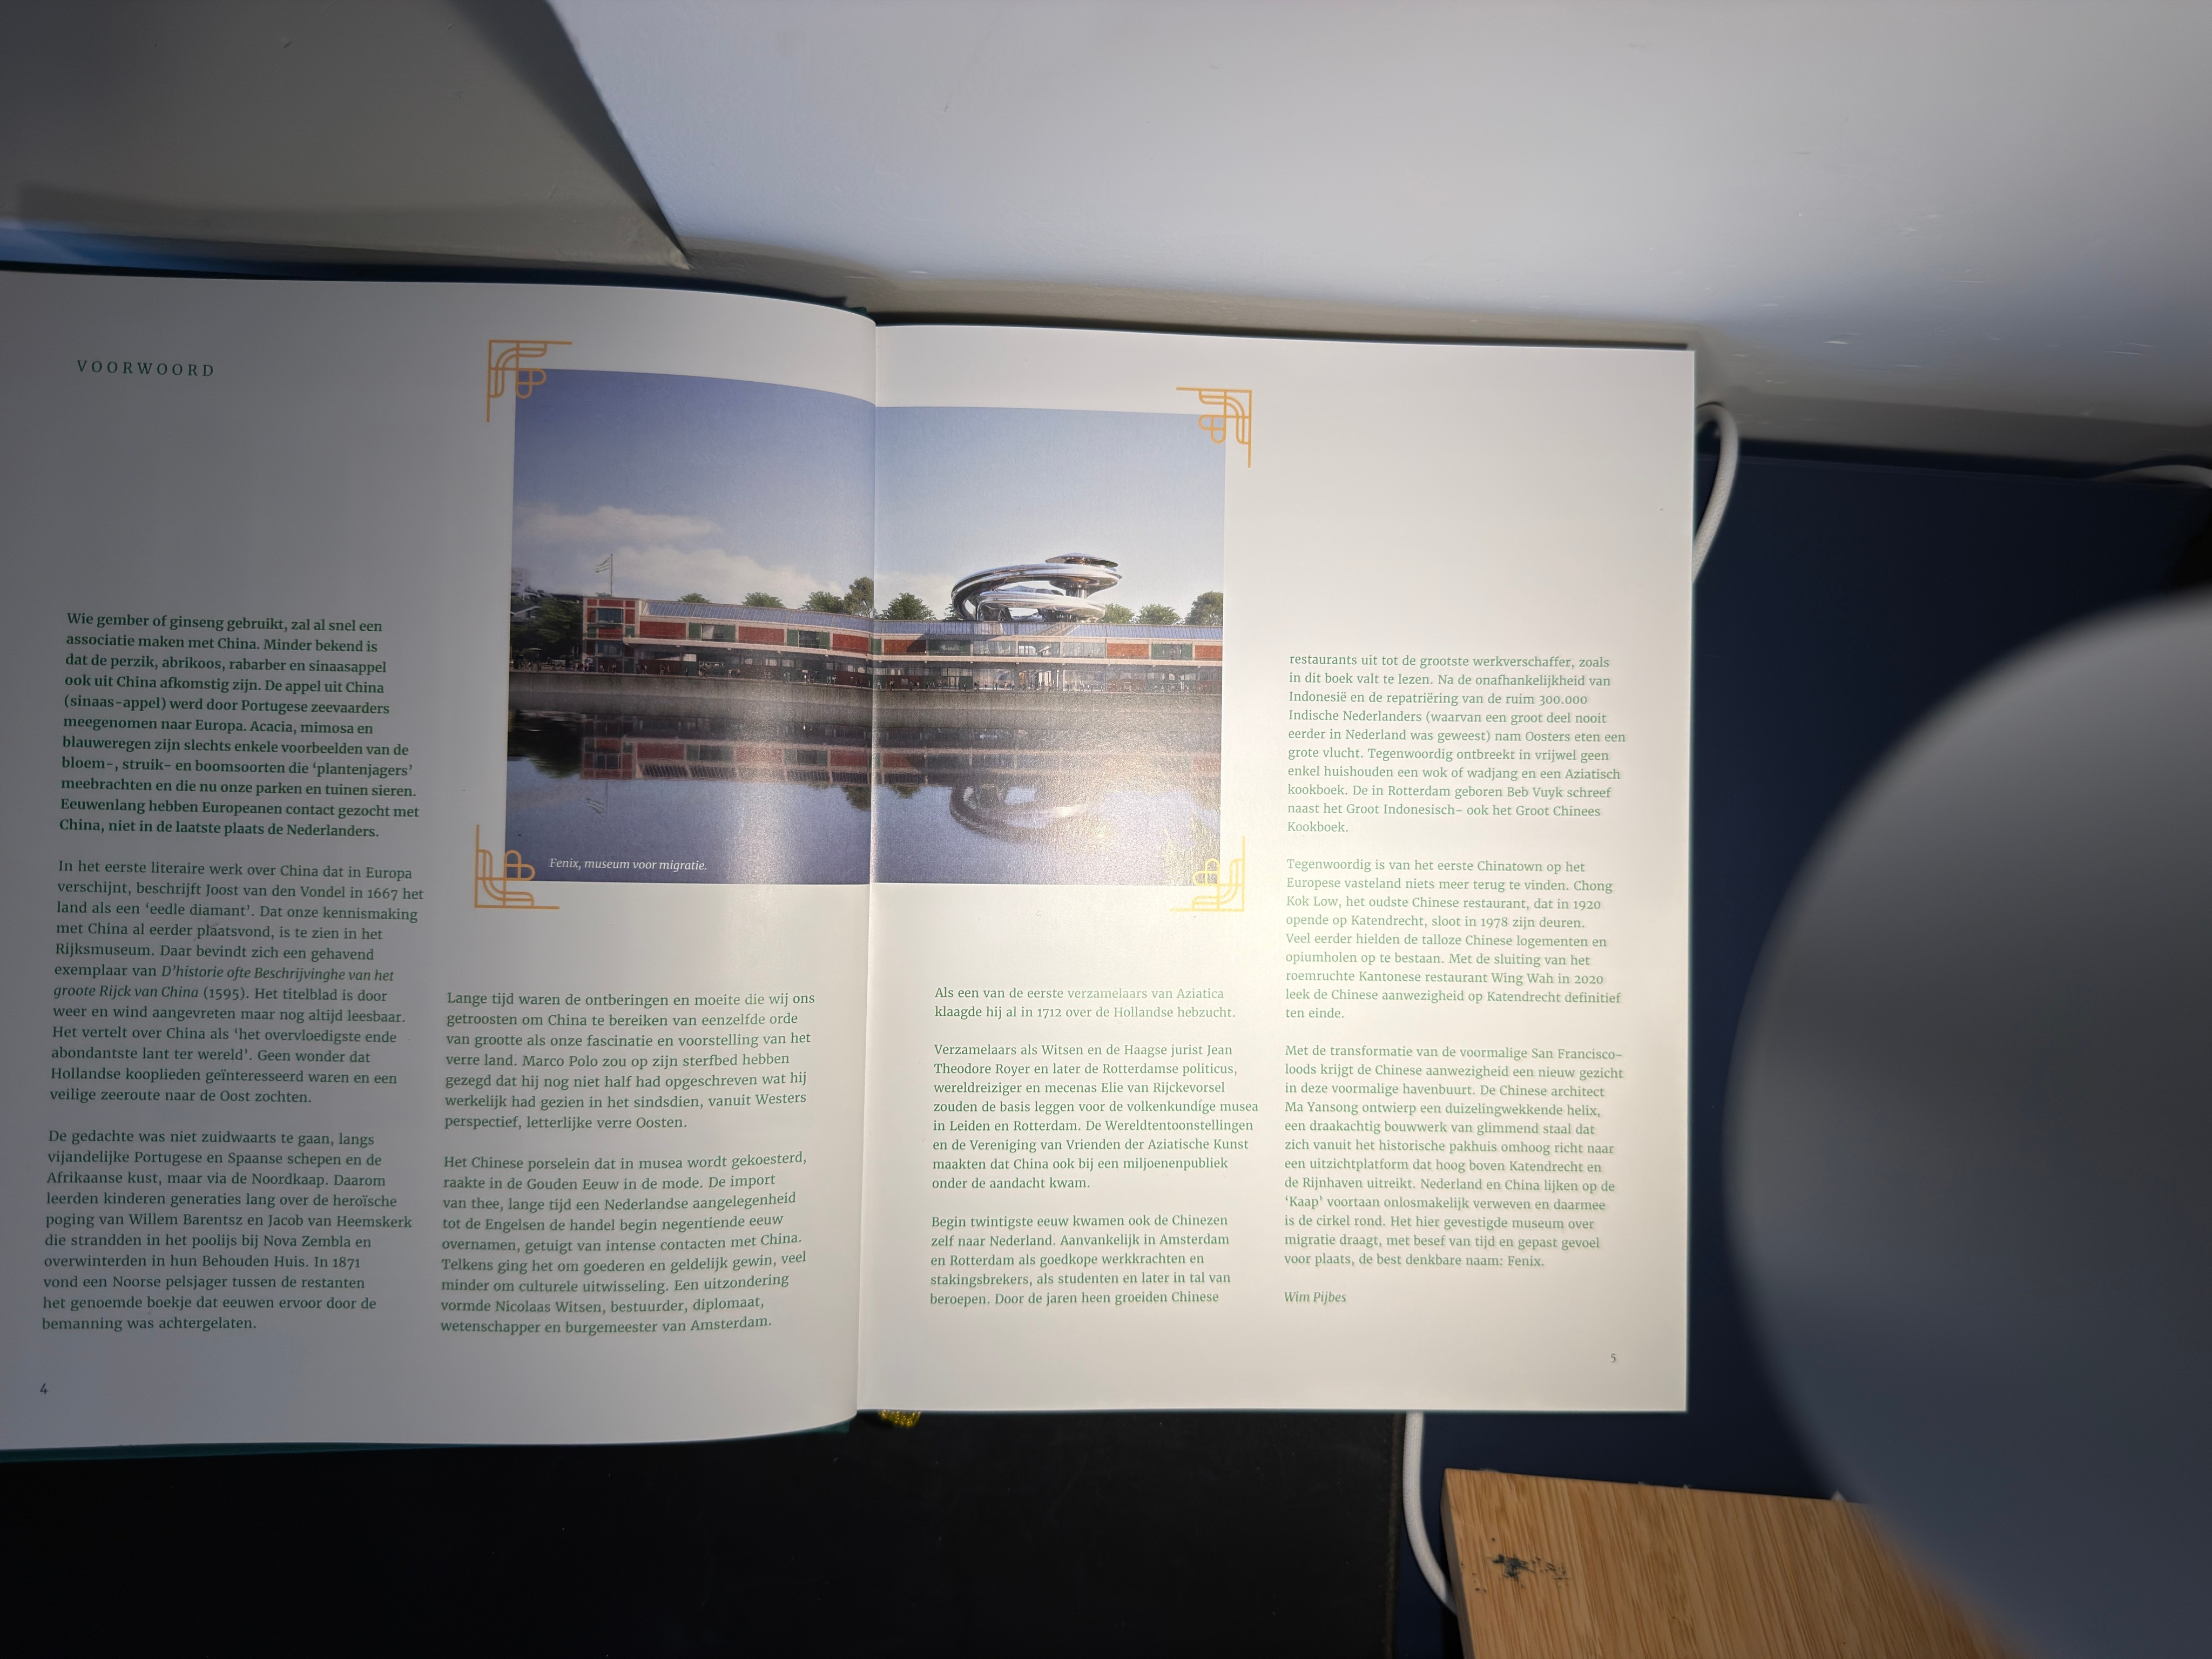 VOORWOORD
Wie gember of ginseng gebruikt, zal al snel een
associatie maken met China. Minder bekend is
dat de perzik, abrikoos, rabarber en sinaasappel
ook uit China afkomstig zijn. De appel uit China
(sinaas-appel) werd door Portugese zeevaarders
meegenomen naar Europa. Acacia, mimosa en
blauweregen zijn slechts enkele voorbeelden van de
bloem-, struik- en boomsoorten die ‘plantenjagers’
meebrachten en die nu onze parken en tuinen sieren.
Eeuwenlang hebben Europeanen contact gezocht met
China, niet in de laatste plaats de Nederlanders.
In het eerste literaire werk over China dat in Europa
verschijnt, beschrijft Joost van den Vondel in 1667 het
land als een ‘eedle diamant’. Dat onze kennismaking
met China al eerder plaatsvond, is te zien in het
Rijksmuseum. Daar bevindt zich een gehavend
exemplaar van D’historie ofte Beschrijvinghe van het
groote Rijck van China (1595). Het titelblad is door
weer en wind aangevreten maar nog altijd leesbaar.
Het vertelt over China als ‘het overvloedigste ende
abondantste lant ter wereld’. Geen wonder dat
Hollandse kooplieden geïnteresseerd waren en een
veilige zeeroute naar de Oost zochten.
De gedachte was niet zuidwaarts te gaan, langs
vijandelijke Portugese en Spaanse schepen en de
Afrikaanse kust, maar via de Noordkaap. Daarom
leerden kinderen generaties lang over de heroïsche
poging van Willem Barentsz en Jacob van Heemskerk
die strandden in het poolijs bij Nova Zembla en
overwinterden in hun Behouden Huis. In 1871
vond een Noorse pelsjager tussen de restanten
het genoemde boekje dat eeuwen ervoor door de
bemanning was achtergelaten.
4
Fenix, museum voor migratie.
Lange tijd waren de ontberingen en moeite die wij ons
getroosten om China te bereiken van eenzelfde orde
van grootte als onze fascinatie en voorstelling van het
verre land. Marco Polo zou op zijn sterfbed hebben
gezegd dat hij nog niet half had opgeschreven wat hij
werkelijk had gezien in het sindsdien, vanuit Westers
perspectief, letterlijke verre Oosten.
Het Chinese porselein dat in musea wordt gekoesterd,
raakte in de Gouden Eeuw in de mode. De import
van thee, lange tijd een Nederlandse aangelegenheid
tot de Engelsen de handel begin negentiende eeuw
overnamen, getuigt van intense contacten met China.
Telkens ging het om goederen en geldelijk gewin, veel
minder om culturele uitwisseling. Een uitzondering
vormde Nicolaas Witsen, bestuurder, diplomaat,
wetenschapper en burgemeester van Amsterdam.
Als een van de eerste verzamelaars van Aziatica
klaagde hij al in 1712 over de Hollandse hebzucht.
Verzamelaars als Witsen en de Haagse jurist Jean
Theodore Royer en later de Rotterdamse politicus,
wereldreiziger en mecenas Elie van Rijckevorsel
zouden de basis leggen voor de volkenkundige musea
in Leiden en Rotterdam. De Wereldtentoonstellingen
en de Vereniging van Vrienden der Aziatische Kunst
maakten dat China ook bij een miljoenenpubliek
onder de aandacht kwam.
Begin twintigste eeuw kwamen ook de Chinezen
zelf naar Nederland. Aanvankelijk in Amsterdam
en Rotterdam als goedkope werkkrachten en
stakingsbrekers, als studenten en later in tal van
beroepen. Door de jaren heen groeiden Chinese
restaurants uit tot de grootste werkverschaffer, zoals
in dit boek valt te lezen. Na de onafhankelijkheid van
Indonesië en de repatriëring van de ruim 300.000
Indische Nederlanders (waarvan een groot deel nooit
eerder in Nederland was geweest) nam Oosters eten een
grote vlucht. Tegenwoordig ontbreekt in vrijwel geen
enkel huishouden een wok of wadjang en een Aziatisch
kookboek. De in Rotterdam geboren Beb Vuyk schreef
naast het Groot Indonesisch- ook het Groot Chinees
Kookboek.
Tegenwoordig is van het eerste Chinatown op het
Europese vasteland niets meer terug te vinden. Chong
Kok Low, het oudste Chinese restaurant, dat in 1920
opende op Katendrecht, sloot in 1978 zijn deuren.
Veel eerder hielden de talloze Chinese logementen en
opiumholen op te bestaan. Met de sluiting van het
roemruchte Kantonese restaurant Wing Wah in 2020
leek de Chinese aanwezigheid op Katendrecht definitief
ten einde.
Met de transformatie van de voormalige San Francisco-
loods krijgt de Chinese aanwezigheid een nieuw gezicht
in deze voormalige havenbuurt. De Chinese architect
Ma Yansong ontwierp een duizelingwekkende helix,
een draakachtig bouwwerk van glimmend staal dat
zich vanuit het historische pakhuis omhoog richt naar
een uitzichtplatform dat hoog boven Katendrecht en
de Rijnhaven uitreikt. Nederland en China lijken op de
‘Kaap’ voortaan onlosmakelijk verweven en daarmee
is de cirkel rond. Het hier gevestigde museum over
migratie draagt, met besef van tijd en gepast gevoel
voor plaats, de best denkbare naam: Fenix.
Wim Pijbes
5